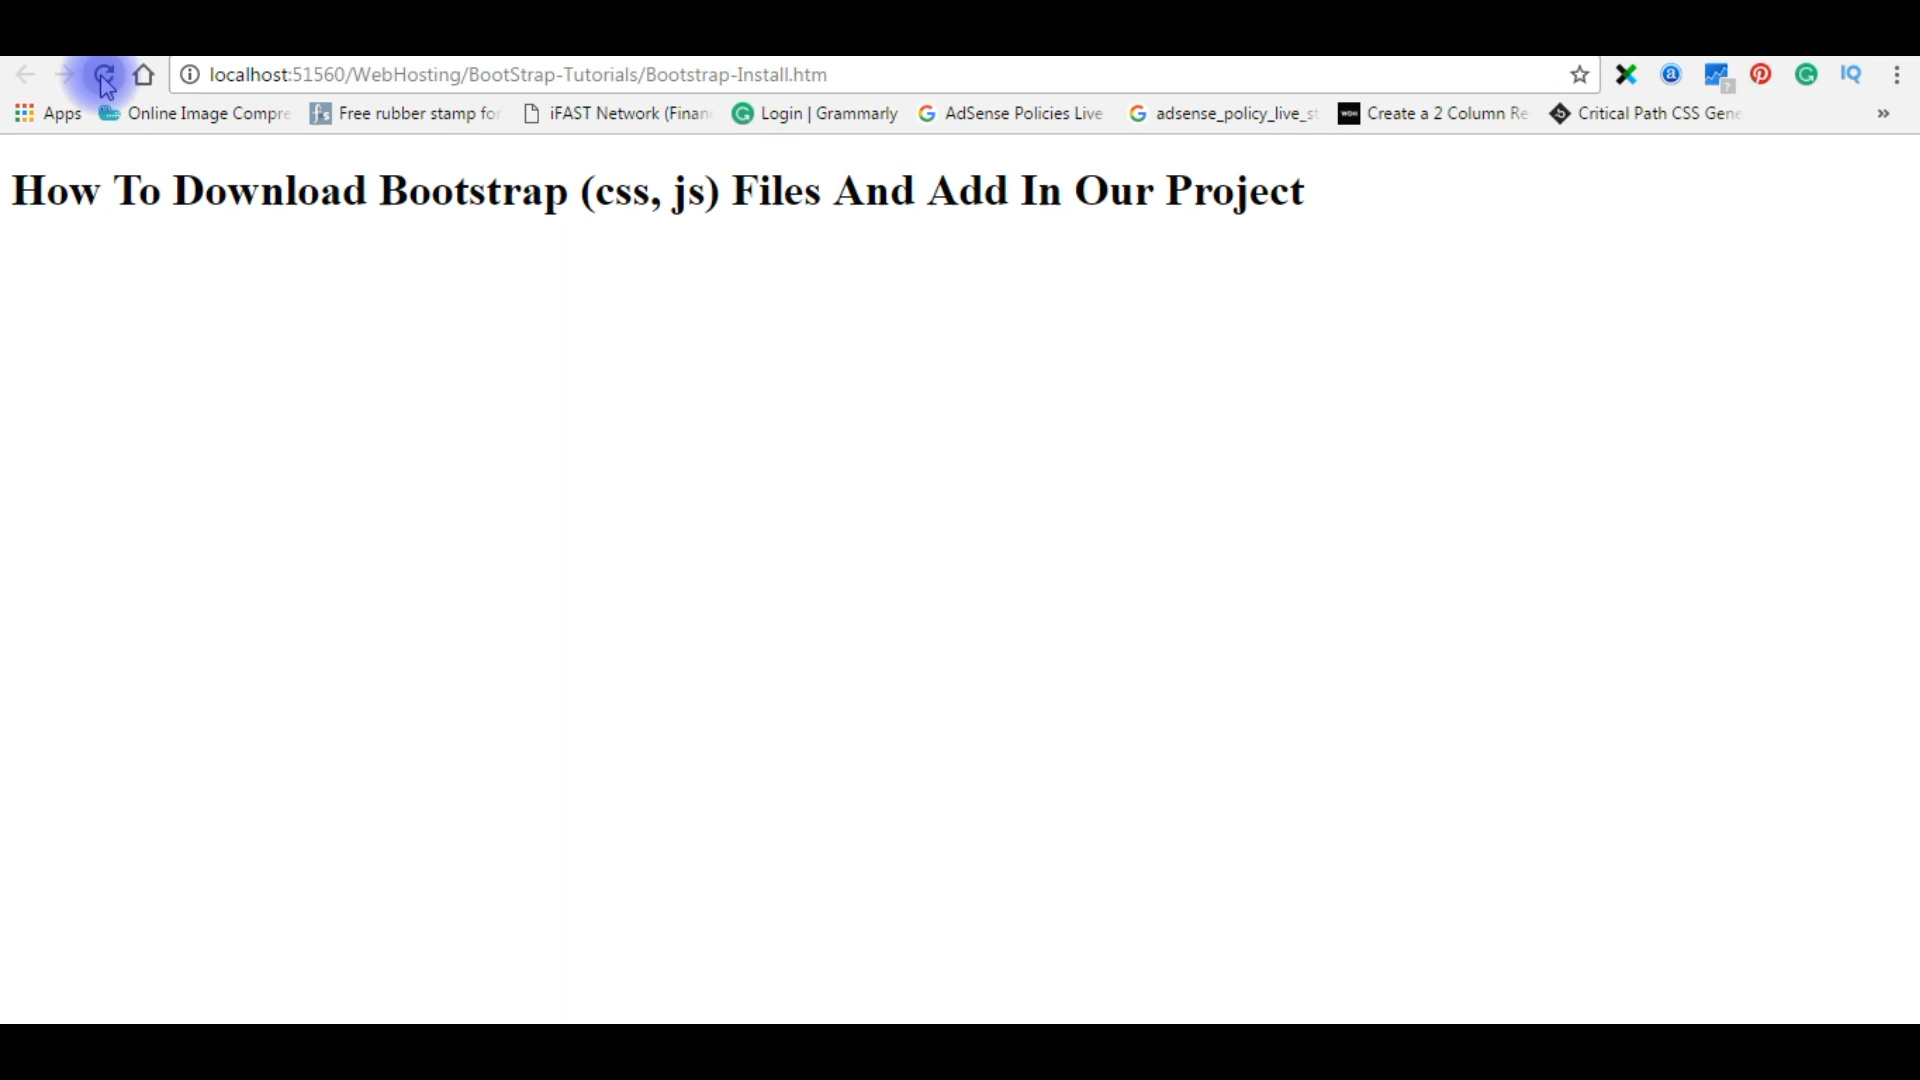 localhost:51560/WebHosting/BootStrap-Tutorials/Bootstrap-Install.htm
IQ
Apps Online Image Compre Free rubber stamp for iFAST Network (Finan Login | Grammarly AdSense Policies Live adsense_policy_live_st Create a 2 Column Re Critical Path CSS Gene »
How To Download Bootstrap (css, js) Files And Add In Our Project